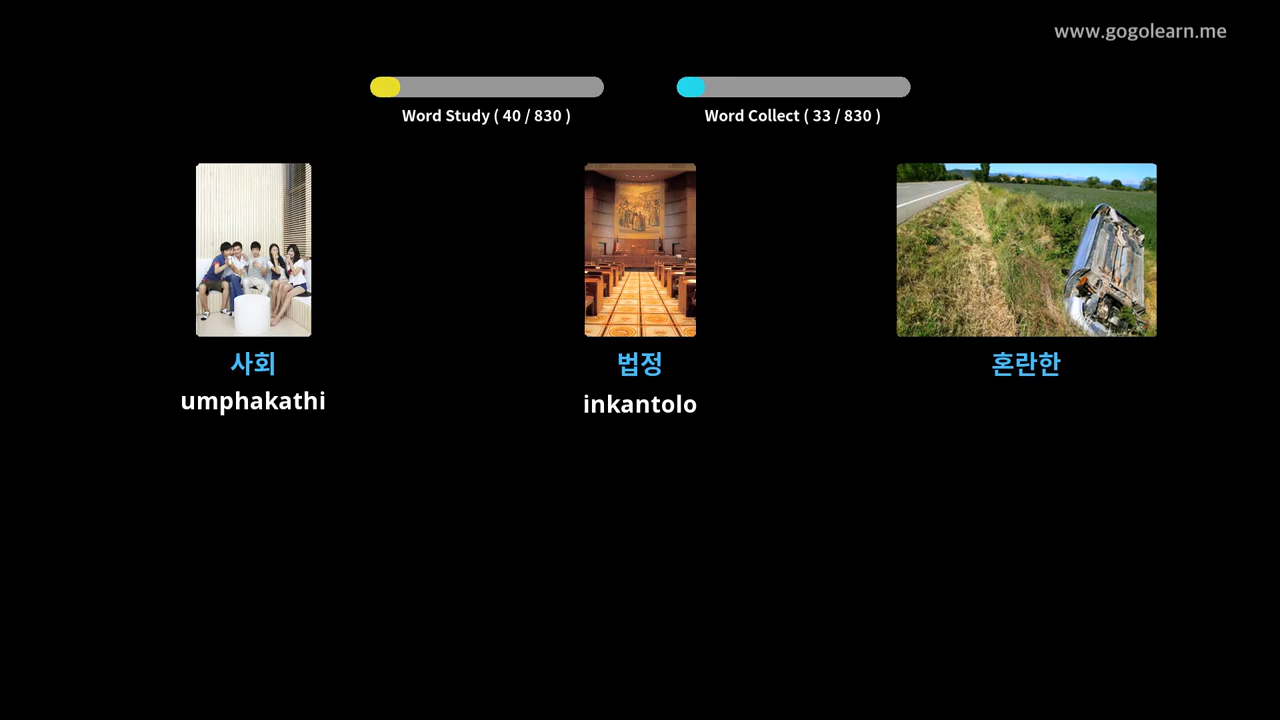 www.gogolearn.me
Word Study ( 40 / 830 )
Word Collect ( 33 / 830 )
사회
umphakathi
법정
inkantolo
혼란한